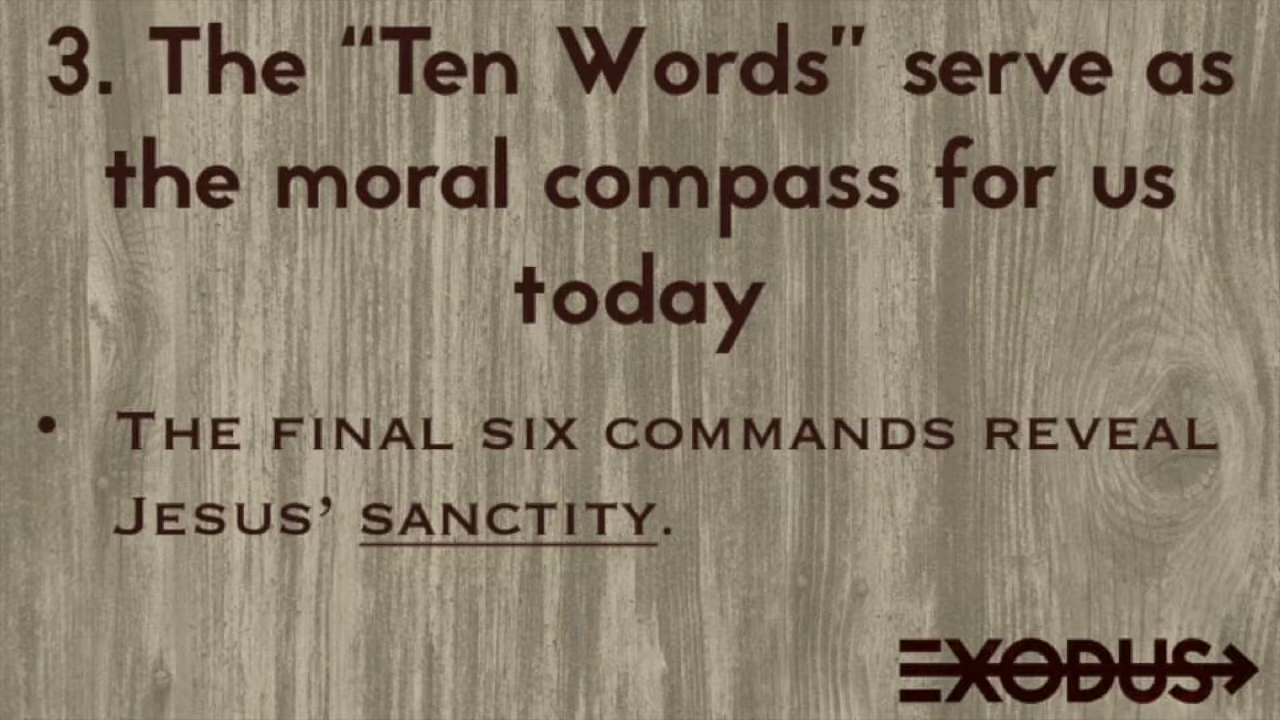 3. The “Ten Words” serve as
the moral compass for us
today
• The final six commands reveal
Jesus’ sanctity.
EXODUS